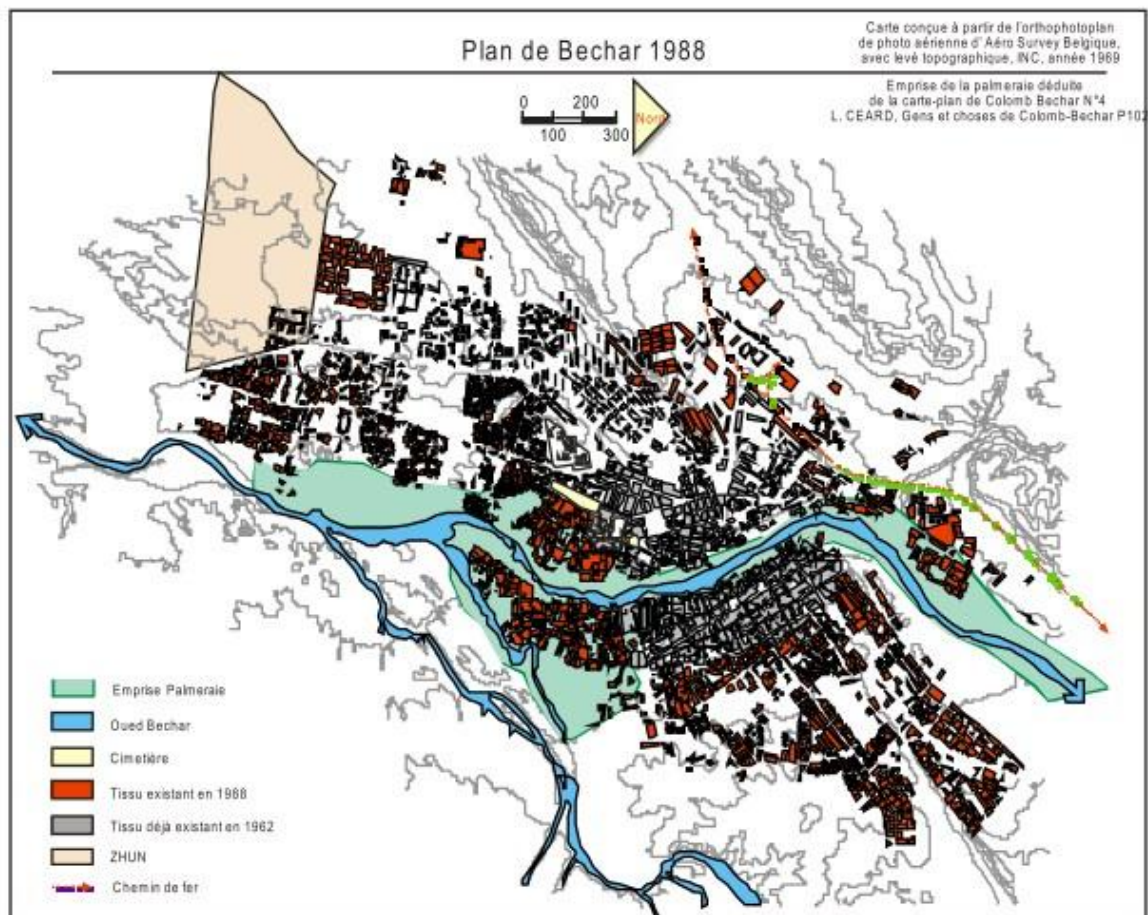 Plan de Bechar 1988
Carte conçue à partir de l'orthophotoplan
de photo aérienne d' Aéro Survey Belgique,
avec levé topographique, INC, année 1969
Emprise de la palmeraie déduite
de la carte-plan de Colomb Bechar N°4
L. CEARD, Gens et choses de Colomb-Bechar P102
0 200
100 300
Nord
Emprise Palmeraie
Oued Bechar
Cimetière
Tissu existant en 1988
Tissu déjà existant en 1962
ZHUN
Chemin de fer